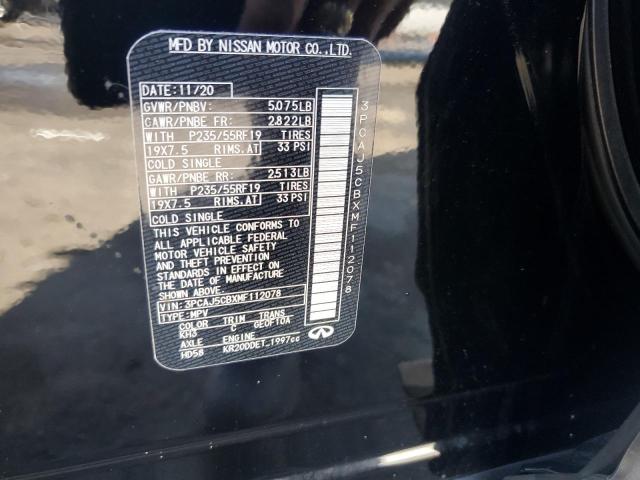 MFD BY NISSAN MOTOR CO.,LTD.
DATE: 11/20
GVWR/PNBV: 5,075LB
GAWR/PNBE FR: 2,822LB
WITH P235/55RF19 TIRES
19X7.5 RIMS.AT 33 PSI
COLD SINGLE
GAWR/PNBE RR: 2,513LB
WITH P235/55RF19 TIRES
19X7.5 RIMS.AT 33 PSI
COLD SINGLE
THIS VEHICLE CONFORMS TO
ALL APPLICABLE FEDERAL
MOTOR VEHICLE SAFETY
AND THEFT PREVENTION
STANDARDS IN EFFECT ON
THE DATE OF MANUFACTURE
SHOWN ABOVE.
VIN: 3PCAJ5CBXMF112078
TYPE: MPV
COLOR TRIM TRANS
KH3 C GE0F10A
AXLE ENGINE
HD58 KR20DDET 1997cc
3PCAJ5CBXMF112078